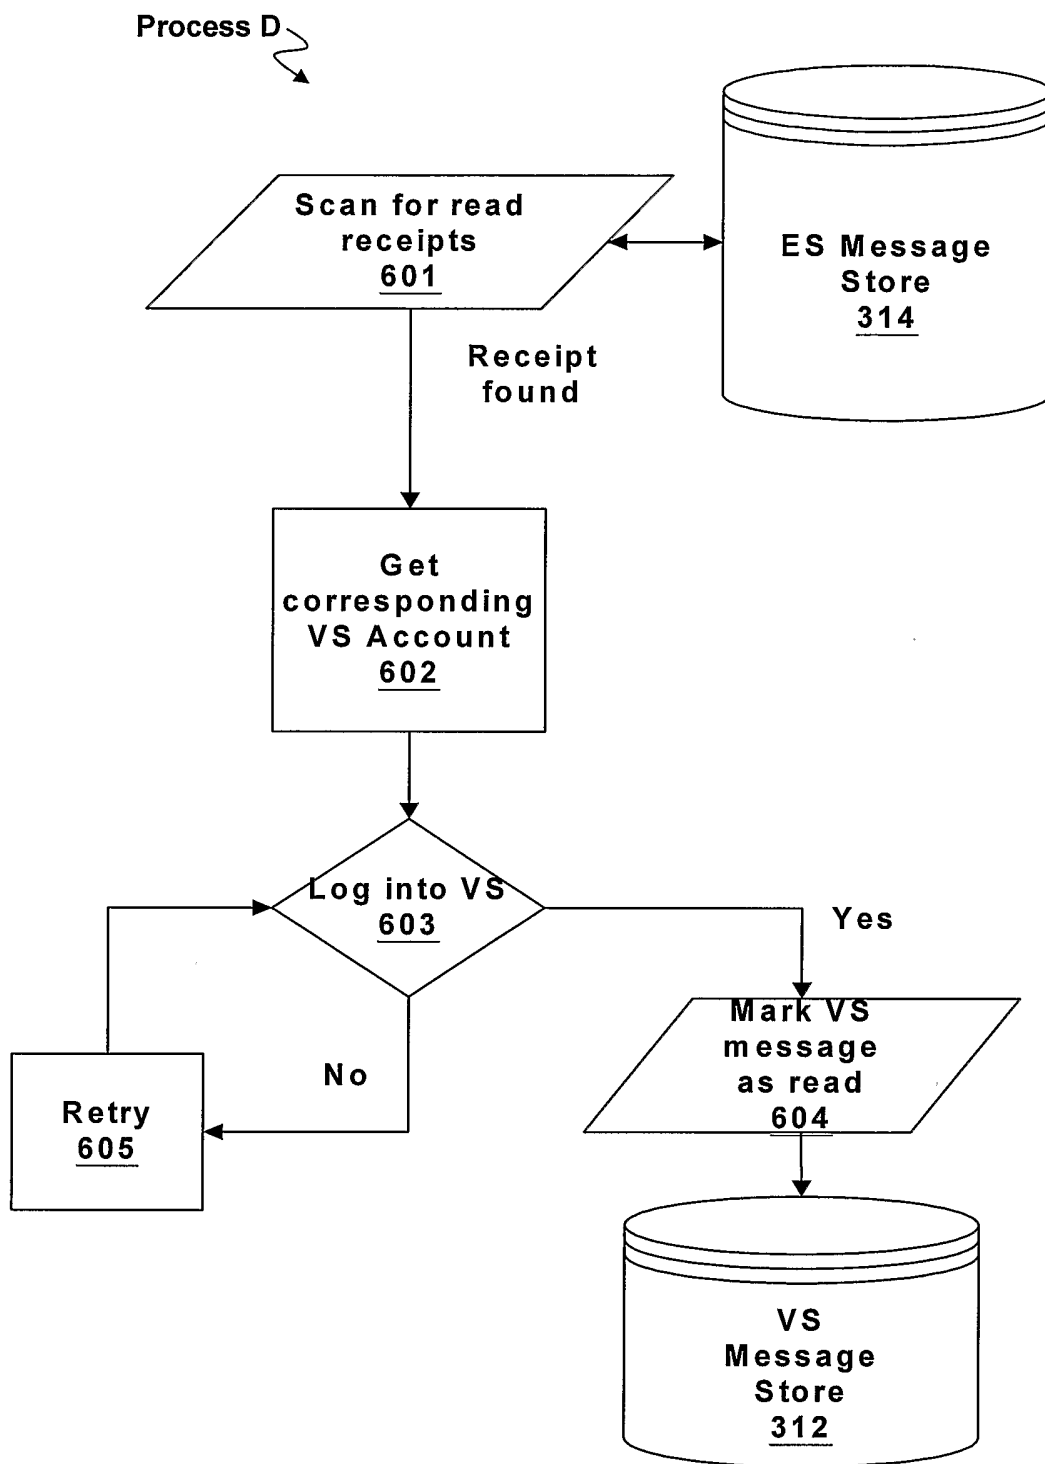 Process D
Scan for read
receipts
601
ES Message
Store
314
Receipt
found
Get
corresponding
VS Account
602
Log into VS
603
Yes
No
Retry
605
Mark VS
message
as read
604
VS
Message
Store
312